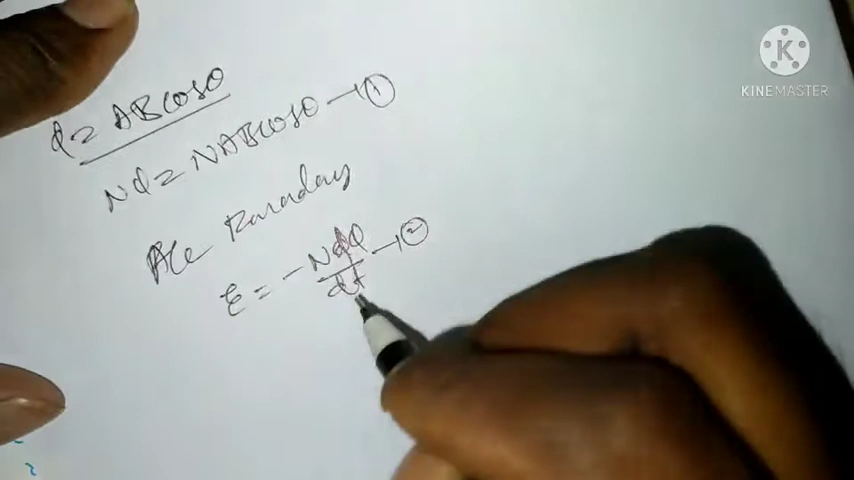 φ = ABcosθ
Nφ = NABcosθ → ①
Acc Faraday
ε = - Ndφ/dt → ②
K
KINEMASTER